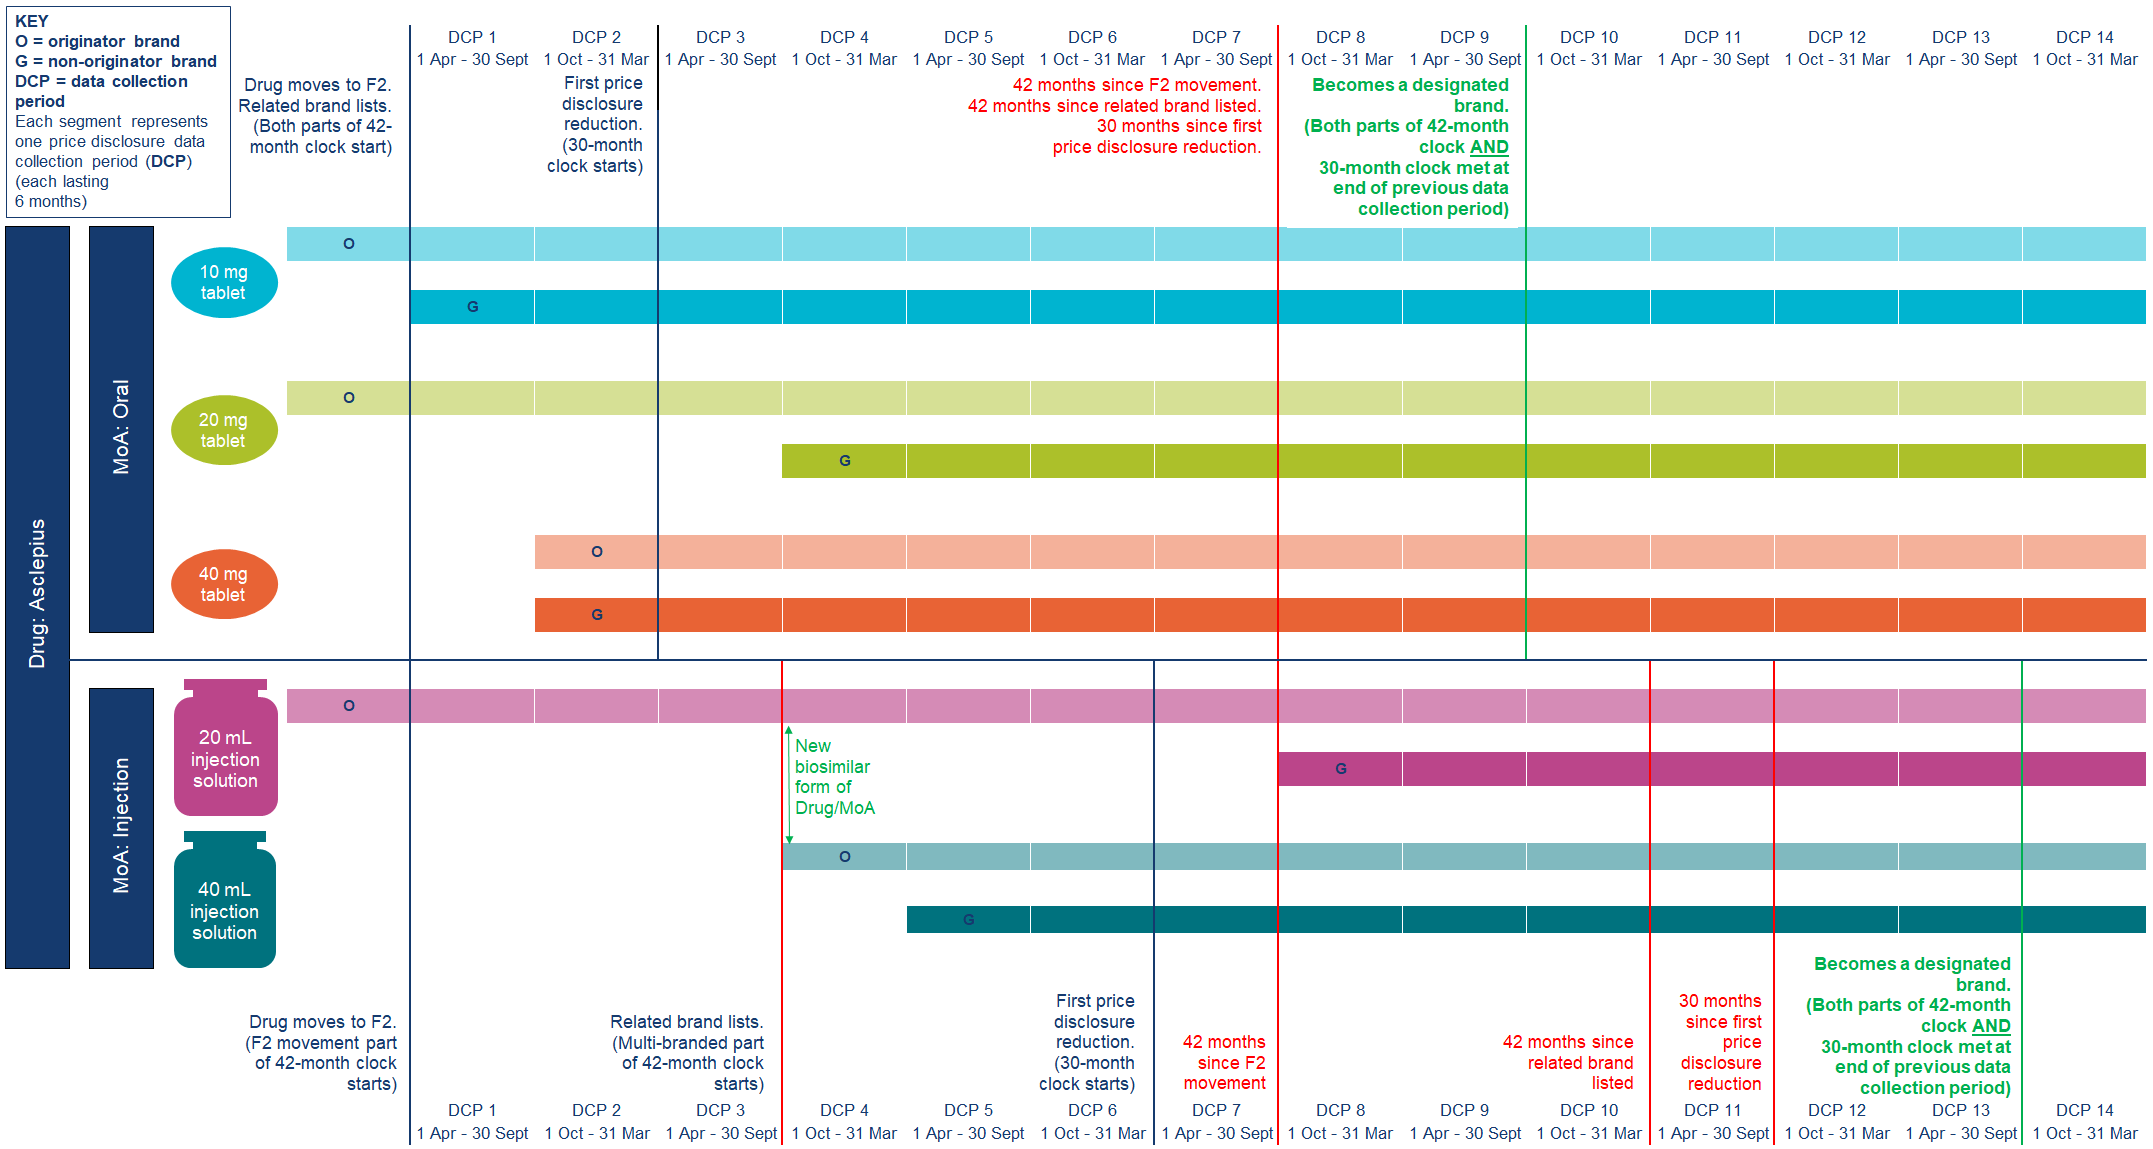 KEY
O = originator brand
G = non-originator brand
DCP = data collection
period
Each segment represents
one price disclosure data
collection period (DCP)
(each lasting
6 months)
DCP 1
1 Apr - 30 Sept
DCP 2
1 Oct - 31 Mar
DCP 3
1 Apr - 30 Sept
DCP 4
1 Oct - 31 Mar
DCP 5
1 Apr - 30 Sept
DCP 6
1 Oct - 31 Mar
DCP 7
1 Apr - 30 Sept
DCP 8
1 Oct - 31 Mar
DCP 9
1 Apr - 30 Sept
DCP 10
1 Oct - 31 Mar
DCP 11
1 Apr - 30 Sept
DCP 12
1 Oct - 31 Mar
DCP 13
1 Apr - 30 Sept
DCP 14
1 Oct - 31 Mar
Drug moves to F2.
Related brand lists.
(Both parts of 42-
month clock start)
First price
disclosure
reduction.
(30-month
clock starts)
42 months since F2 movement.
42 months since related brand listed.
30 months since first
price disclosure reduction.
Becomes a designated
brand.
(Both parts of 42-month
clock AND
30-month clock met at
end of previous data
collection period)
Drug: Asclepius
MoA: Oral
10 mg
tablet
O
G
20 mg
tablet
O
G
40 mg
tablet
O
G
MoA: Injection
20 mL
injection
solution
O
G
New
biosimilar
form of
Drug/MoA
40 mL
injection
solution
O
G
Drug moves to F2.
(F2 movement part
of 42-month clock
starts)
Related brand lists.
(Multi-branded part
of 42-month clock
starts)
First price
disclosure
reduction.
(30-month
clock starts)
42 months
since F2
movement
42 months since
related brand
listed
30 months
since first
price
disclosure
reduction
Becomes a designated
brand.
(Both parts of 42-month
clock AND
30-month clock met at
end of previous data
collection period)
DCP 1
1 Apr - 30 Sept
DCP 2
1 Oct - 31 Mar
DCP 3
1 Apr - 30 Sept
DCP 4
1 Oct - 31 Mar
DCP 5
1 Apr - 30 Sept
DCP 6
1 Oct - 31 Mar
DCP 7
1 Apr - 30 Sept
DCP 8
1 Oct - 31 Mar
DCP 9
1 Apr - 30 Sept
DCP 10
1 Oct - 31 Mar
DCP 11
1 Apr - 30 Sept
DCP 12
1 Oct - 31 Mar
DCP 13
1 Apr - 30 Sept
DCP 14
1 Oct - 31 Mar